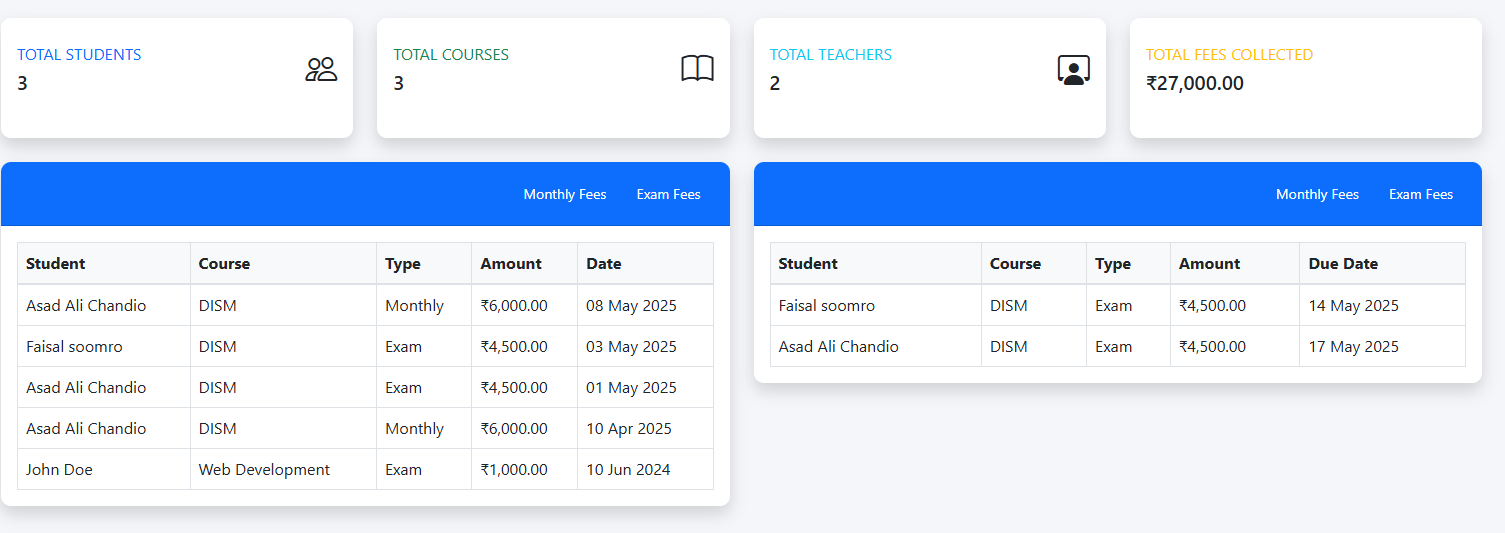 TOTAL STUDENTS
3
TOTAL COURSES
3
TOTAL TEACHERS
2
TOTAL FEES COLLECTED
₹27,000.00
Monthly Fees Exam Fees
Student Course Type Amount Date
Asad Ali Chandio DISM Monthly ₹6,000.00 08 May 2025
Faisal soomro DISM Exam ₹4,500.00 03 May 2025
Asad Ali Chandio DISM Exam ₹4,500.00 01 May 2025
Asad Ali Chandio DISM Monthly ₹6,000.00 10 Apr 2025
John Doe Web Development Exam ₹1,000.00 10 Jun 2024
Monthly Fees Exam Fees
Student Course Type Amount Due Date
Faisal soomro DISM Exam ₹4,500.00 14 May 2025
Asad Ali Chandio DISM Exam ₹4,500.00 17 May 2025